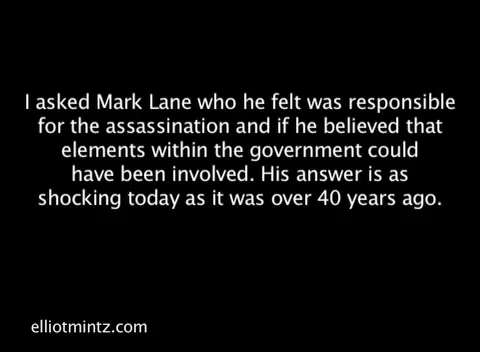 I asked Mark Lane who he felt was responsible
for the assassination and if he believed that
elements within the government could
have been involved. His answer is as
shocking today as it was over 40 years ago.
elliotmintz.com